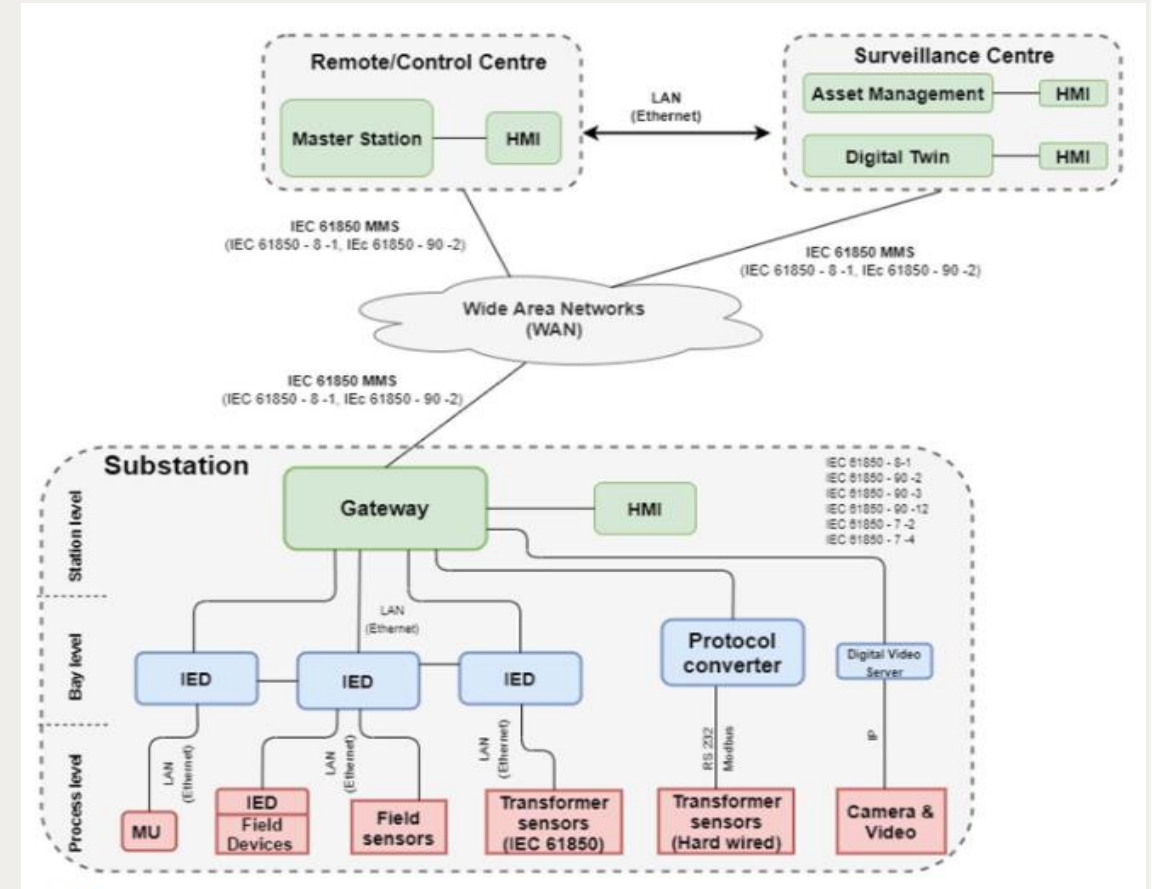 Remote/Control Centre
Master Station
HMI
LAN
(Ethernet)
Surveillance Centre
Asset Management
HMI
Digital Twin
HMI
IEC 61850 MMS
(IEC 61850 - 8 -1, IEc 61850 - 90 -2)
IEC 61850 MMS
(IEC 61850 - 8 -1, IEc 61850 - 90 -2)
Wide Area Networks
(WAN)
IEC 61850 MMS
(IEC 61850 - 8 -1, IEc 61850 - 90 -2)
Substation
Station level
Gateway
HMI
IEC 61850 - 8-1
IEC 61850 - 90 -2
IEC 61850 - 90 -3
IEC 61850 - 90 -12
IEC 61850 - 7 -2
IEC 61850 - 7 -4
LAN
(Ethernet)
Bay level
IED
IED
IED
Protocol
converter
Digital Video
Server
Process level
LAN
(Ethernet)
LAN
(Ethernet)
LAN
(Ethernet)
RS 232
Modbus
IP
MU
IED
Field
Devices
Field
sensors
Transformer
sensors
(IEC 61850)
Transformer
sensors
(Hard wired)
Camera &
Video